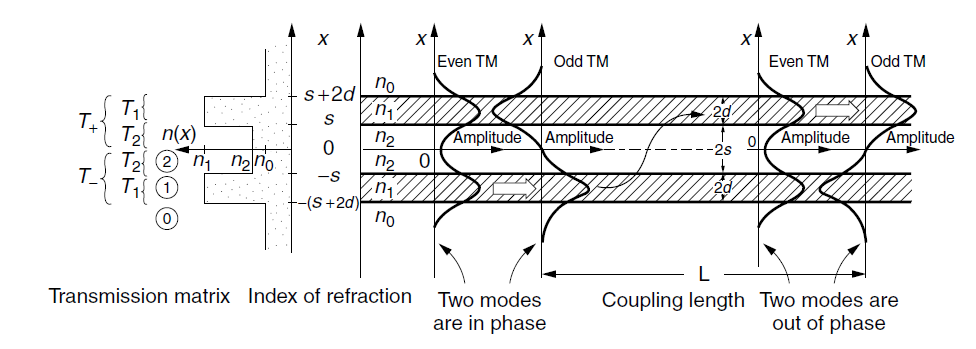 x x x x x
Even TM Odd TM Even TM Odd TM
s+2d n₀
T₁ n₁ 2d
T₊ s
T₂ n(x) n₂ Amplitude Amplitude 0 Amplitude Amplitude
0 2s
T₂ ② n₁ n₂ n₀ n₂ 0
T₋ –s
T₁ ① n₁ 2d
–(S+2d)
⓪ n₀
L
Transmission matrix Index of refraction Two modes Coupling length Two modes are
are in phase out of phase